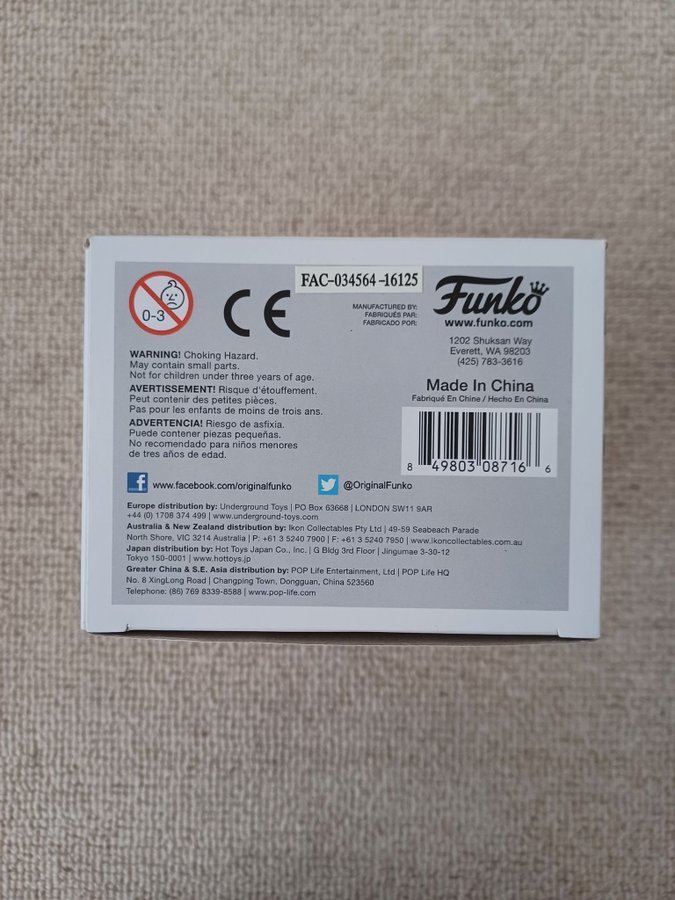 0-3
CE
FAC-034564-16125
MANUFACTURED BY:
FABRIQUÉS PAR:
FABRICADO POR:
Funko
www.funko.com
1202 Shuksan Way
Everett, WA 98203
(425) 783-3616
Made In China
Fabriqué En Chine / Hecho En China
8 49803 08716 6
WARNING! Choking Hazard.
May contain small parts.
Not for children under three years of age.
AVERTISSEMENT! Risque d'étouffement.
Peut contenir des petites pièces.
Pas pour les enfants de moins de trois ans.
ADVERTENCIA! Riesgo de asfixia.
Puede contener piezas pequeñas.
No recomendado para niños menores
de tres años de edad.
www.facebook.com/originalfunko
@OriginalFunko
Europe distribution by: Underground Toys | PO Box 63668 | LONDON SW11 9AR
+44 (0) 1708 374 499 | www.underground-toys.com
Australia & New Zealand distribution by: Ikon Collectables Pty Ltd | 49-59 Seabeach Parade
North Shore, VIC 3214 Australia | P: +61 3 5240 7900 | F: +61 3 5240 7950 | www.ikoncollectables.com.au
Japan distribution by: Hot Toys Japan Co., Inc. | G Bldg 3rd Floor | Jingumae 3-30-12
Tokyo 150-0001 | www.hottoys.jp
Greater China & S.E. Asia distribution by: POP Life Entertainment, Ltd | POP Life HQ
No. 8 XingLong Road | Changping Town, Dongguan, China 523560
Telephone: (86) 769 8339-8588 | www.pop-life.com